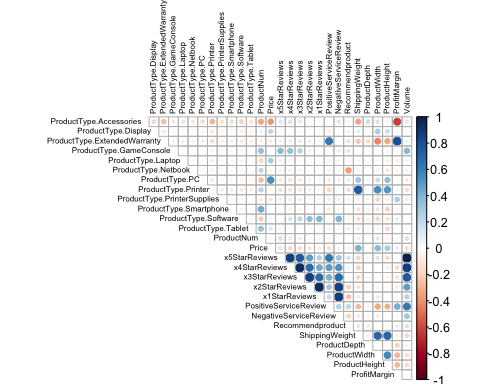 ProductType.Display
ProductType.ExtendedWarranty
ProductType.GameConsole
ProductType.Laptop
ProductType.Netbook
ProductType.PC
ProductType.Printer
ProductType.PrinterSupplies
ProductType.Smartphone
ProductType.Software
ProductType.Tablet
ProductNum
Price
x5StarReviews
x4StarReviews
x3StarReviews
x2StarReviews
x1StarReviews
PositiveServiceReview
NegativeServiceReview
Recommendproduct
ShippingWeight
ProductDepth
ProductWidth
ProductHeight
ProfitMargin
Volume
ProductType.Accessories
ProductType.Display
ProductType.ExtendedWarranty
ProductType.GameConsole
ProductType.Laptop
ProductType.Netbook
ProductType.PC
ProductType.Printer
ProductType.PrinterSupplies
ProductType.Smartphone
ProductType.Software
ProductType.Tablet
ProductNum
Price
x5StarReviews
x4StarReviews
x3StarReviews
x2StarReviews
x1StarReviews
PositiveServiceReview
NegativeServiceReview
Recommendproduct
ShippingWeight
ProductDepth
ProductWidth
ProductHeight
ProfitMargin
1
0.8
0.6
0.4
0.2
0
-0.2
-0.4
-0.6
-0.8
-1